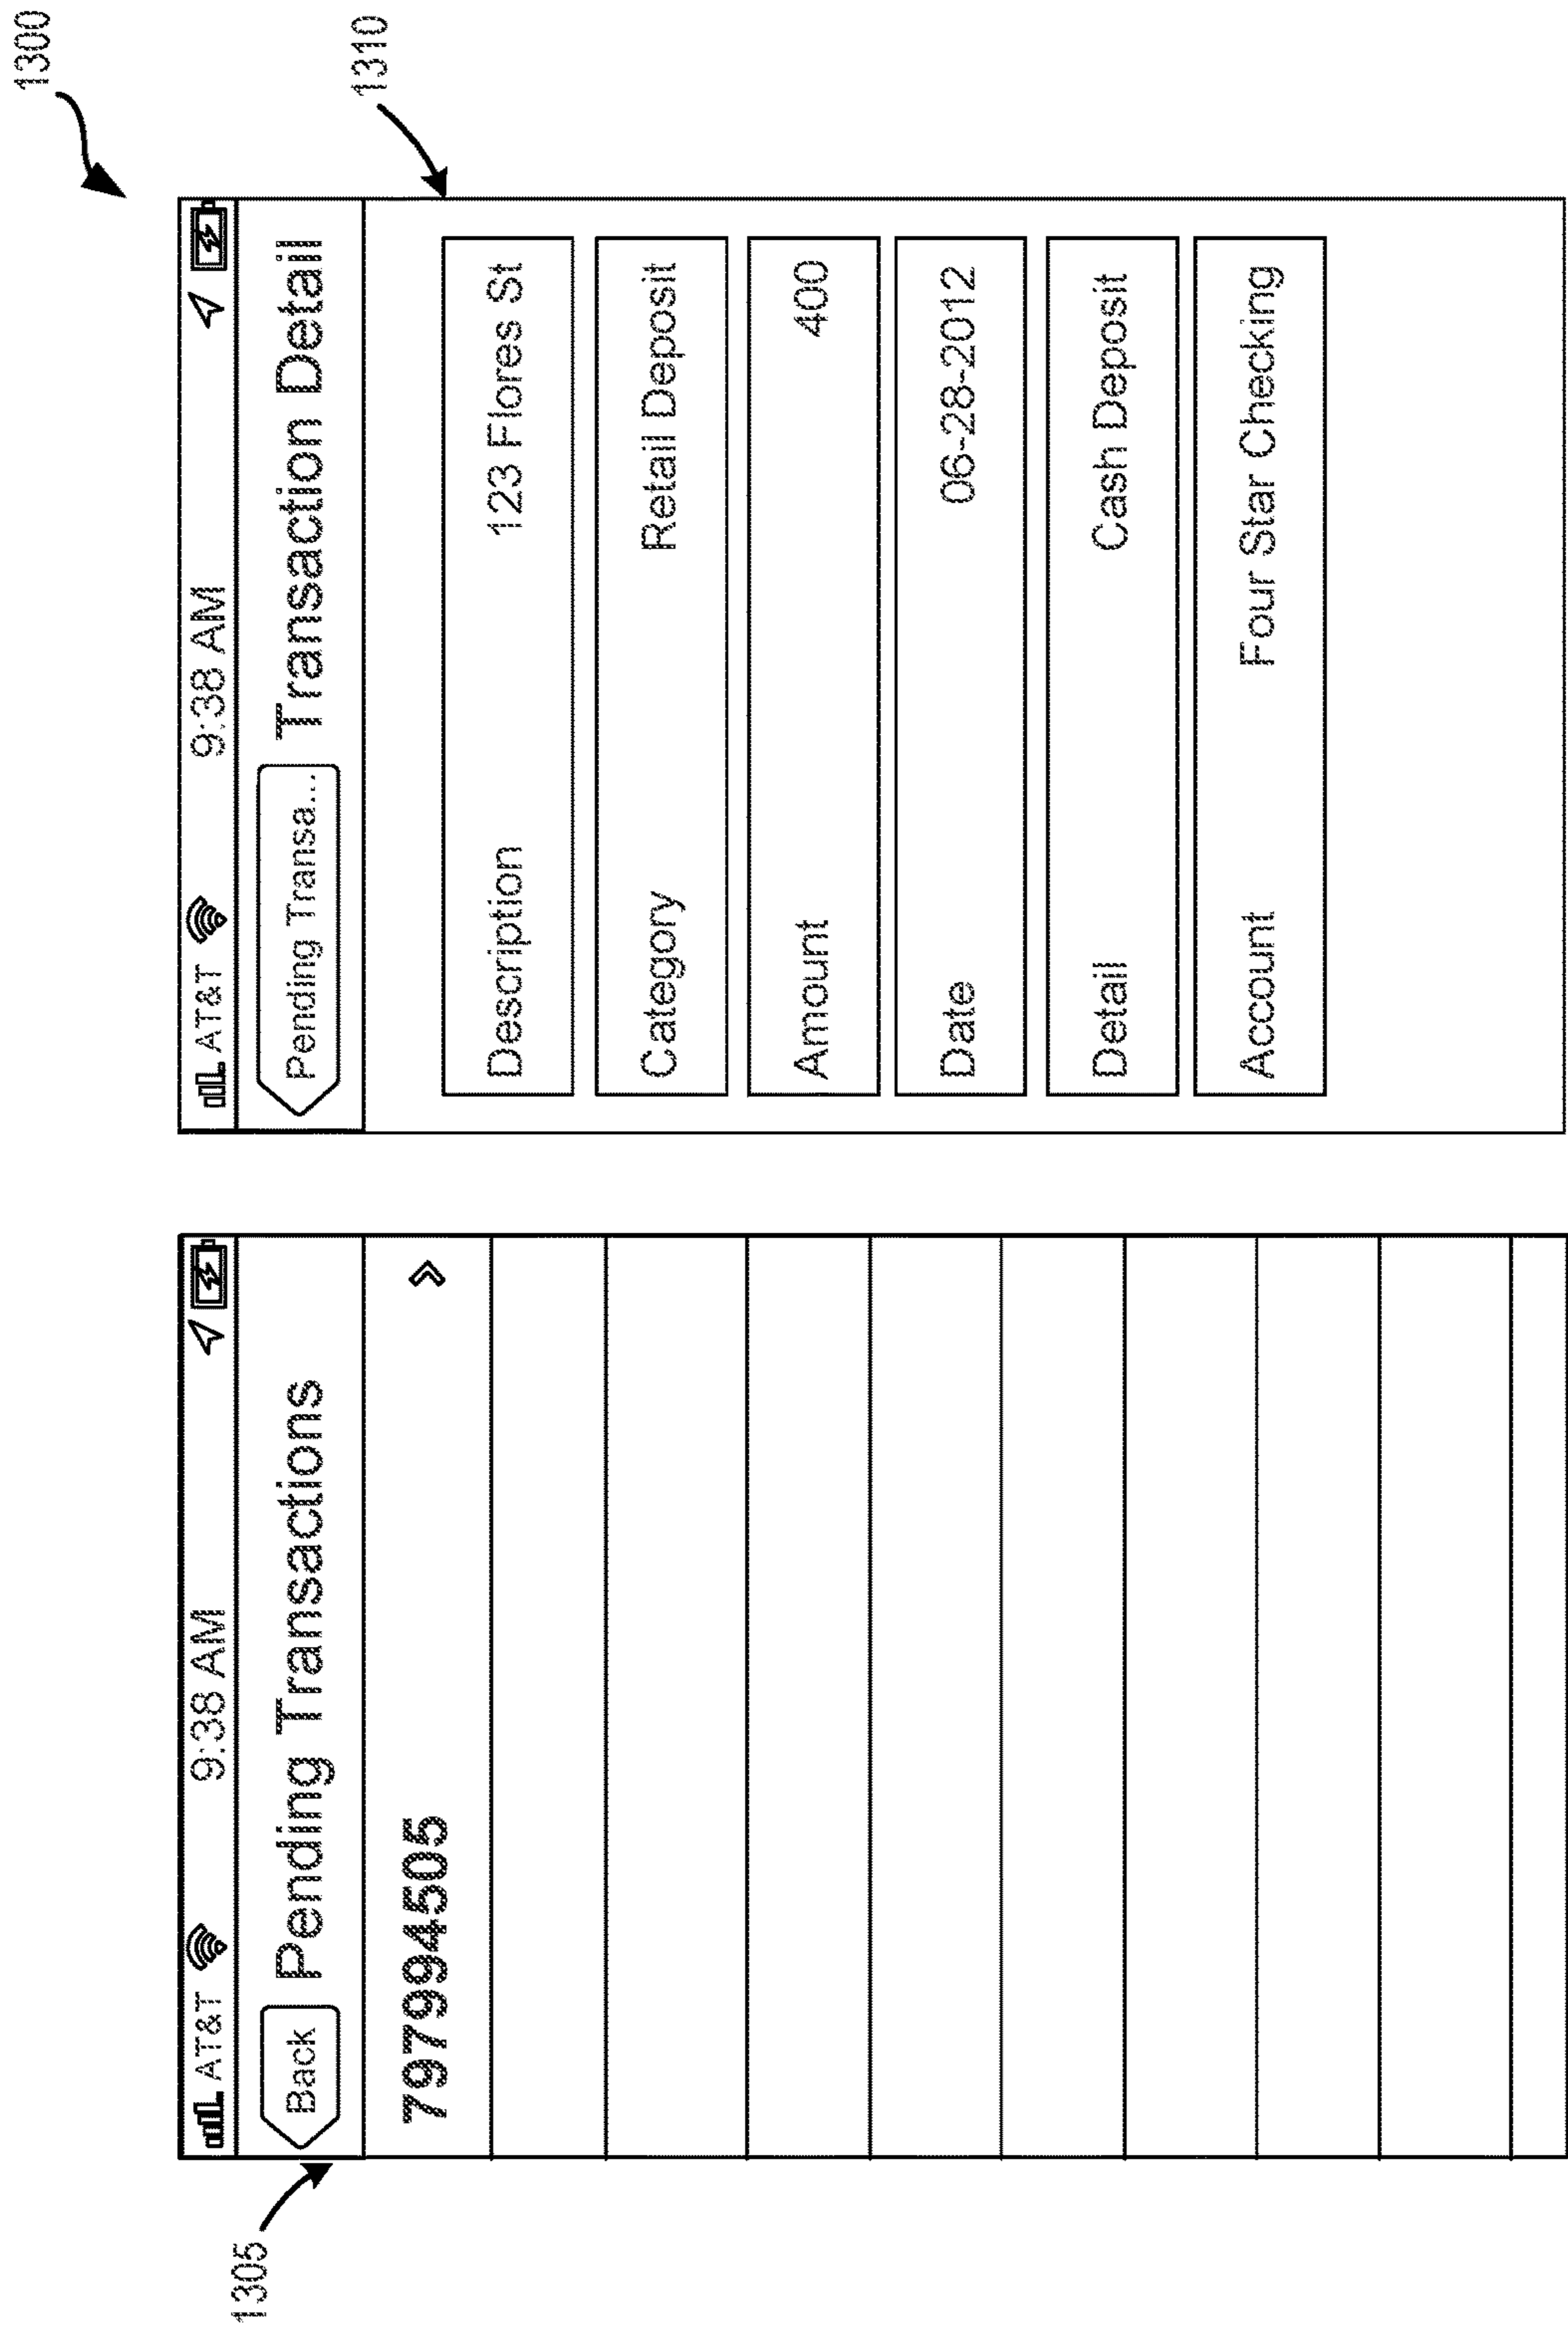 1300
1305
AT&T 9:38 AM
Back Pending Transactions
797994505
1310
AT&T 9:38 AM
Pending Transa... Transaction Detail
Description 123 Flores St
Category Retail Deposit
Amount 400
Date 06-28-2012
Detail Cash Deposit
Account Four Star Checking